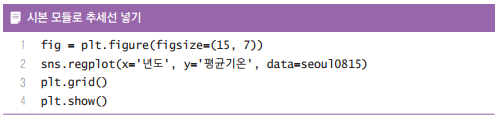 시본 모듈로 추세선 넣기
1 fig = plt.figure(figsize=(15, 7))
2 sns.regplot(x='년도', y='평균기온', data=seoul0815)
3 plt.grid()
4 plt.show()